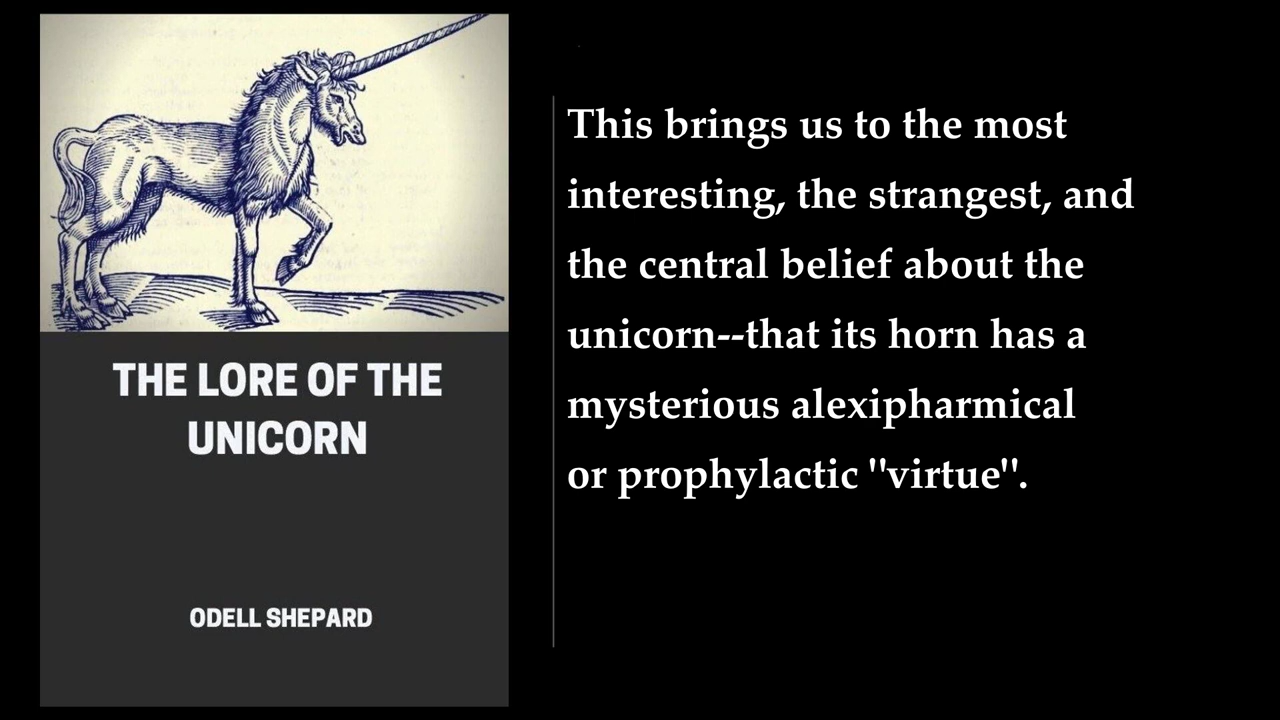 THE LORE OF THE
UNICORN
ODELL SHEPARD
This brings us to the most
interesting, the strangest, and
the central belief about the
unicorn--that its horn has a
mysterious alexipharmical
or prophylactic "virtue".